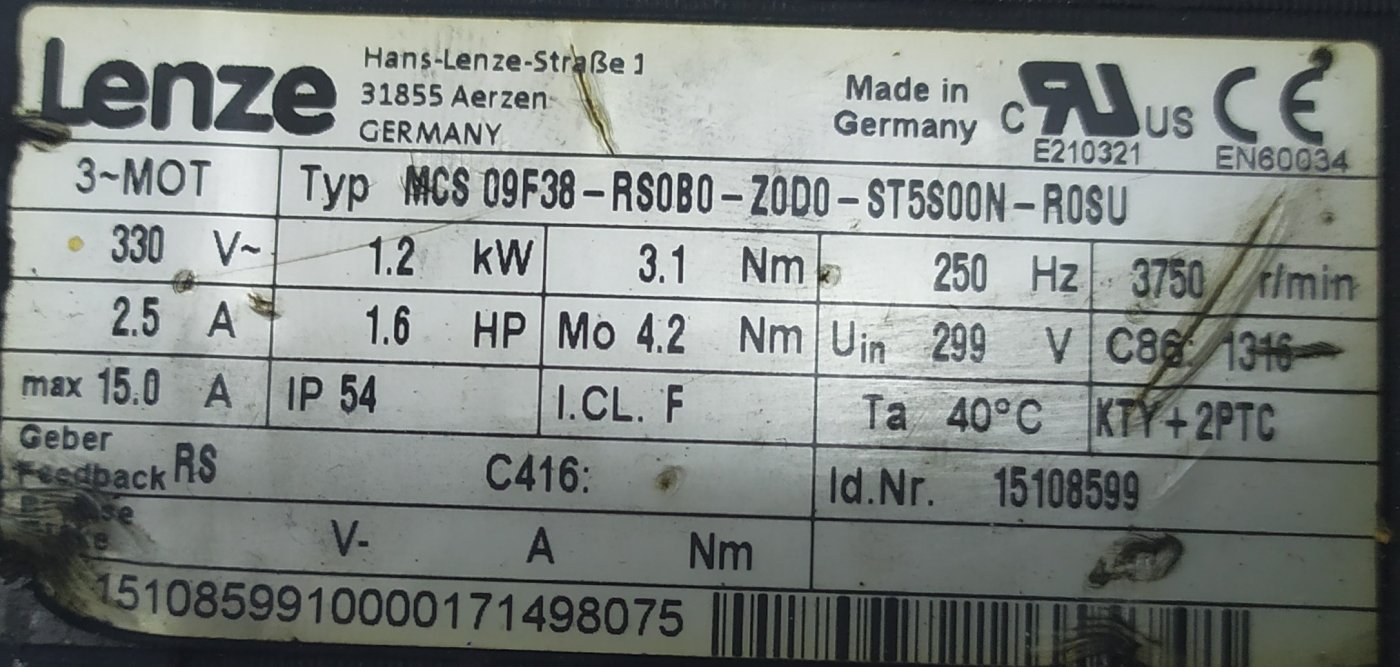 Lenze
Hans-Lenze-Straße 1
31855 Aerzen
GERMANY
Made in
Germany
C RU US
E210321
CE
EN60034
3~MOT Typ MCS 09F38-RS0B0-Z0D0-ST5S00N-R0SU
330 V~ 1.2 kW 3.1 Nm 250 Hz 3750 r/min
2.5 A 1.6 HP Mo 4.2 Nm Uin 299 V C86: 1316
max 15.0 A IP 54 I.CL. F Ta 40°C KTY+2PTC
Geber
Feedback RS C416: Id.Nr. 15108599
V- A Nm
15108599100000171498075